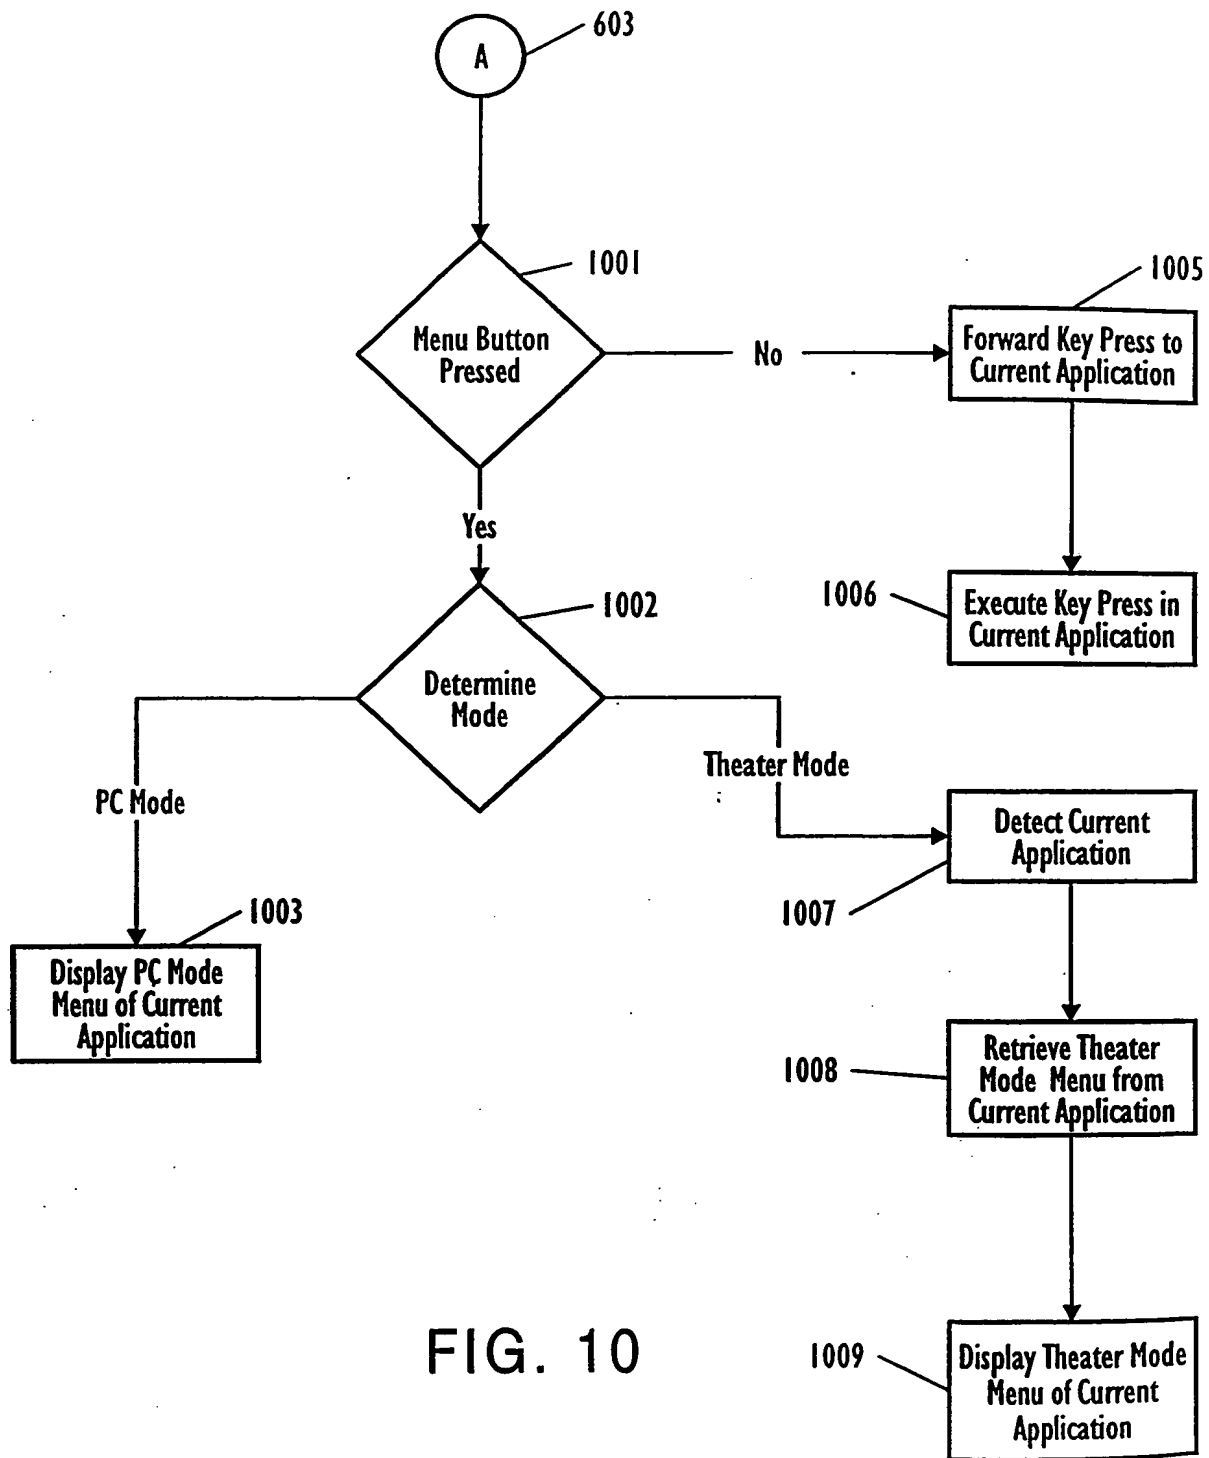 A
603
1001
Menu Button
Pressed
No
1005
Forward Key Press to
Current Application
1006
Execute Key Press in
Current Application
Yes
1002
Determine
Mode
PC Mode
Theater Mode
1003
Display PC Mode
Menu of Current
Application
Detect Current
Application
1007
1008
Retrieve Theater
Mode Menu from
Current Application
1009
Display Theater Mode
Menu of Current
Application
FIG. 10